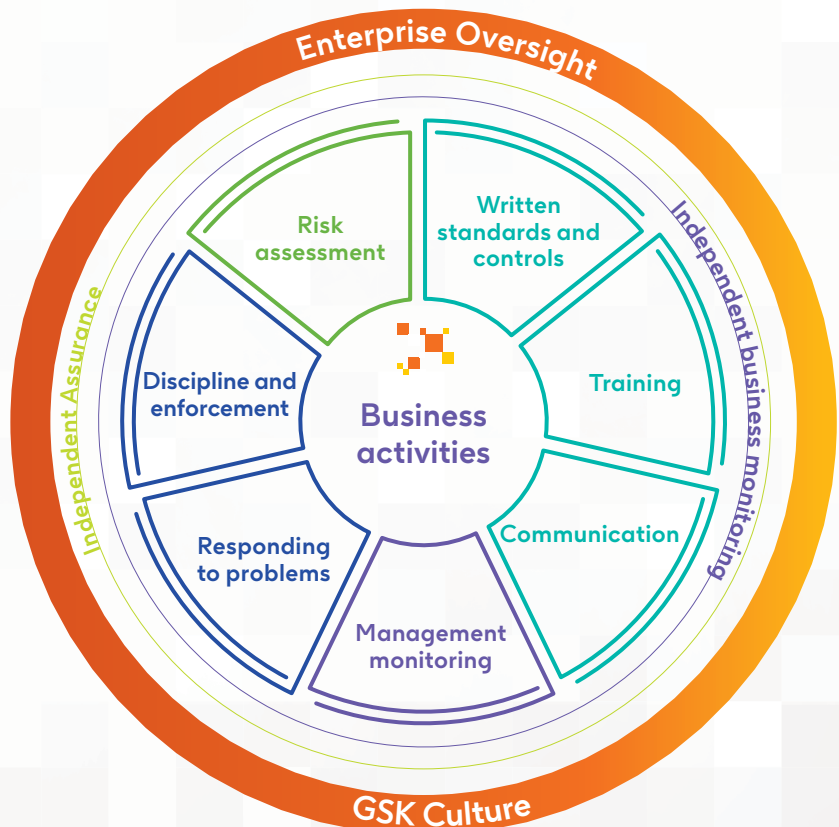 Enterprise Oversight
Written
standards and
controls
Risk
assessment
Independent business monitoring
Independent Assurance
Training
Discipline and
enforcement
Business
activities
Communication
Responding
to problems
Management
monitoring
GSK Culture